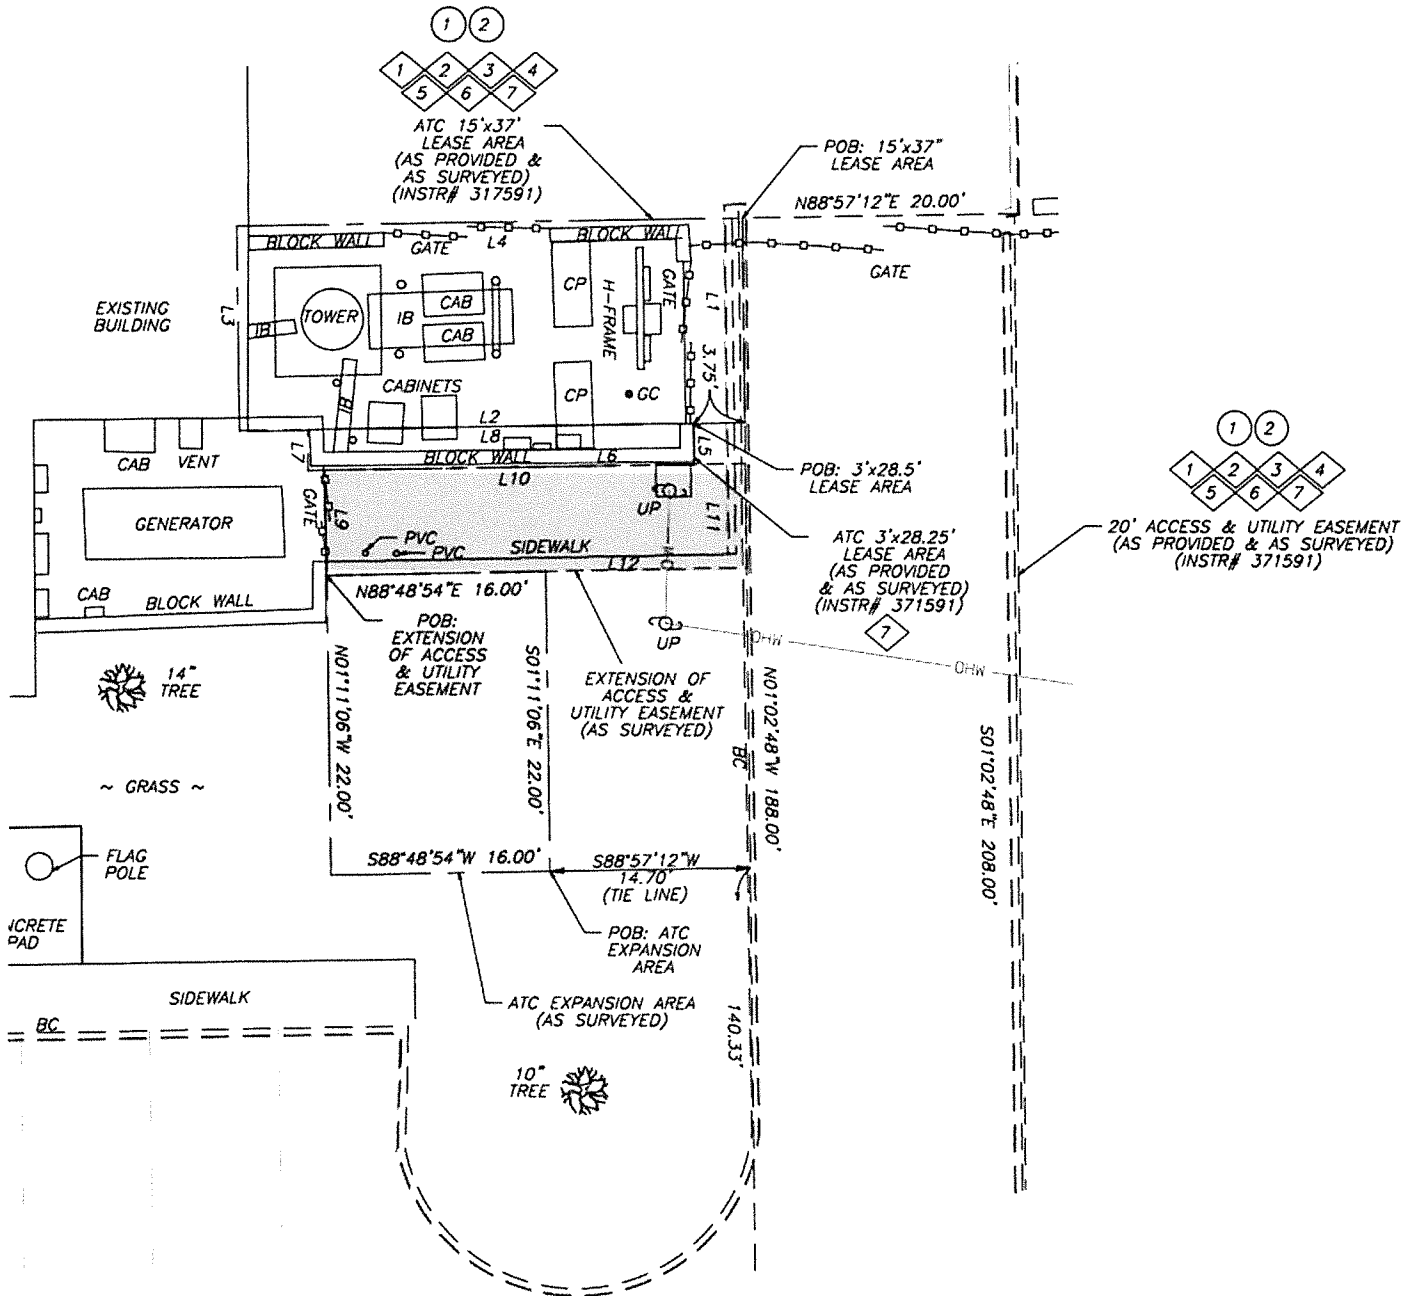 1 2
1 2 3 4
5 6 7
ATC 15'x37'
LEASE AREA
(AS PROVIDED &
AS SURVEYED)
(INSTR# 317591)
POB: 15'x37"
LEASE AREA
N88°57'12"E 20.00'
BLOCK WALL
GATE
L4
BLOCK WALL
GATE
EXISTING
BUILDING
L3
TOWER
IB
IB
CAB
CAB
CP
H-FRAME
GATE
L1
3.75'
IB
CABINETS
CP
GC
L2
L8
L7
BLOCK WALL
L6
L5
L10
POB: 3'x28.5'
LEASE AREA
CAB
VENT
GENERATOR
GATE
L9
PVC
PVC
SIDEWALK
UP
L11
L12
OHW
ATC 3'x28.25'
LEASE AREA
(AS PROVIDED
& AS SURVEYED)
(INSTR# 371591)
7
1 2
1 2 3 4
5 6 7
20' ACCESS & UTILITY EASEMENT
(AS PROVIDED & AS SURVEYED)
(INSTR# 371591)
CAB
BLOCK WALL
N88°48'54"E 16.00'
POB:
EXTENSION
OF ACCESS
& UTILITY
EASEMENT
UP
OHW
OHW
14"
TREE
N01°11'06"W 22.00'
S01°11'06"E 22.00'
EXTENSION OF
ACCESS &
UTILITY EASEMENT
(AS SURVEYED)
BC
N01°02'48"W 188.00'
S01°02'48"E 208.00'
~ GRASS ~
FLAG
POLE
S88°48'54"W 16.00'
S88°57'12"W
14.70'
(TIE LINE)
NCRETE
PAD
POB: ATC
EXPANSION
AREA
SIDEWALK
ATC EXPANSION AREA
(AS SURVEYED)
140.33'
BC
10"
TREE